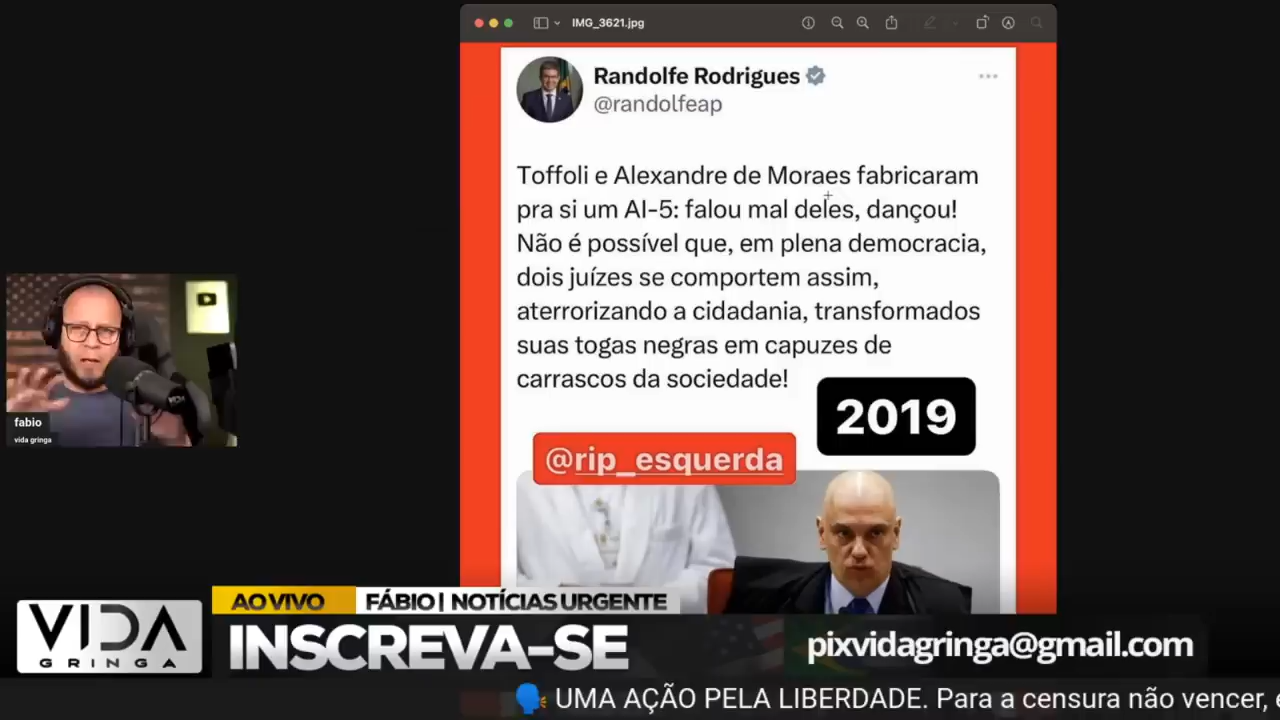 IMG_3621.jpg
Randolfe Rodrigues
@randolfeap
Toffoli e Alexandre de Moraes fabricaram
pra si um AI-5: falou mal deles, dançou!
Não é possível que, em plena democracia,
dois juízes se comportem assim,
aterrorizando a cidadania, transformados
suas togas negras em capuzes de
carrascos da sociedade!
2019
@rip_esquerda
fabio
vida gringa
AO VIVO
FÁBIO | NOTÍCIAS URGENTE
VIDA
GRINGA
INSCREVA-SE
pixvidagringa@gmail.com
UMA AÇÃO PELA LIBERDADE. Para a censura não vencer,